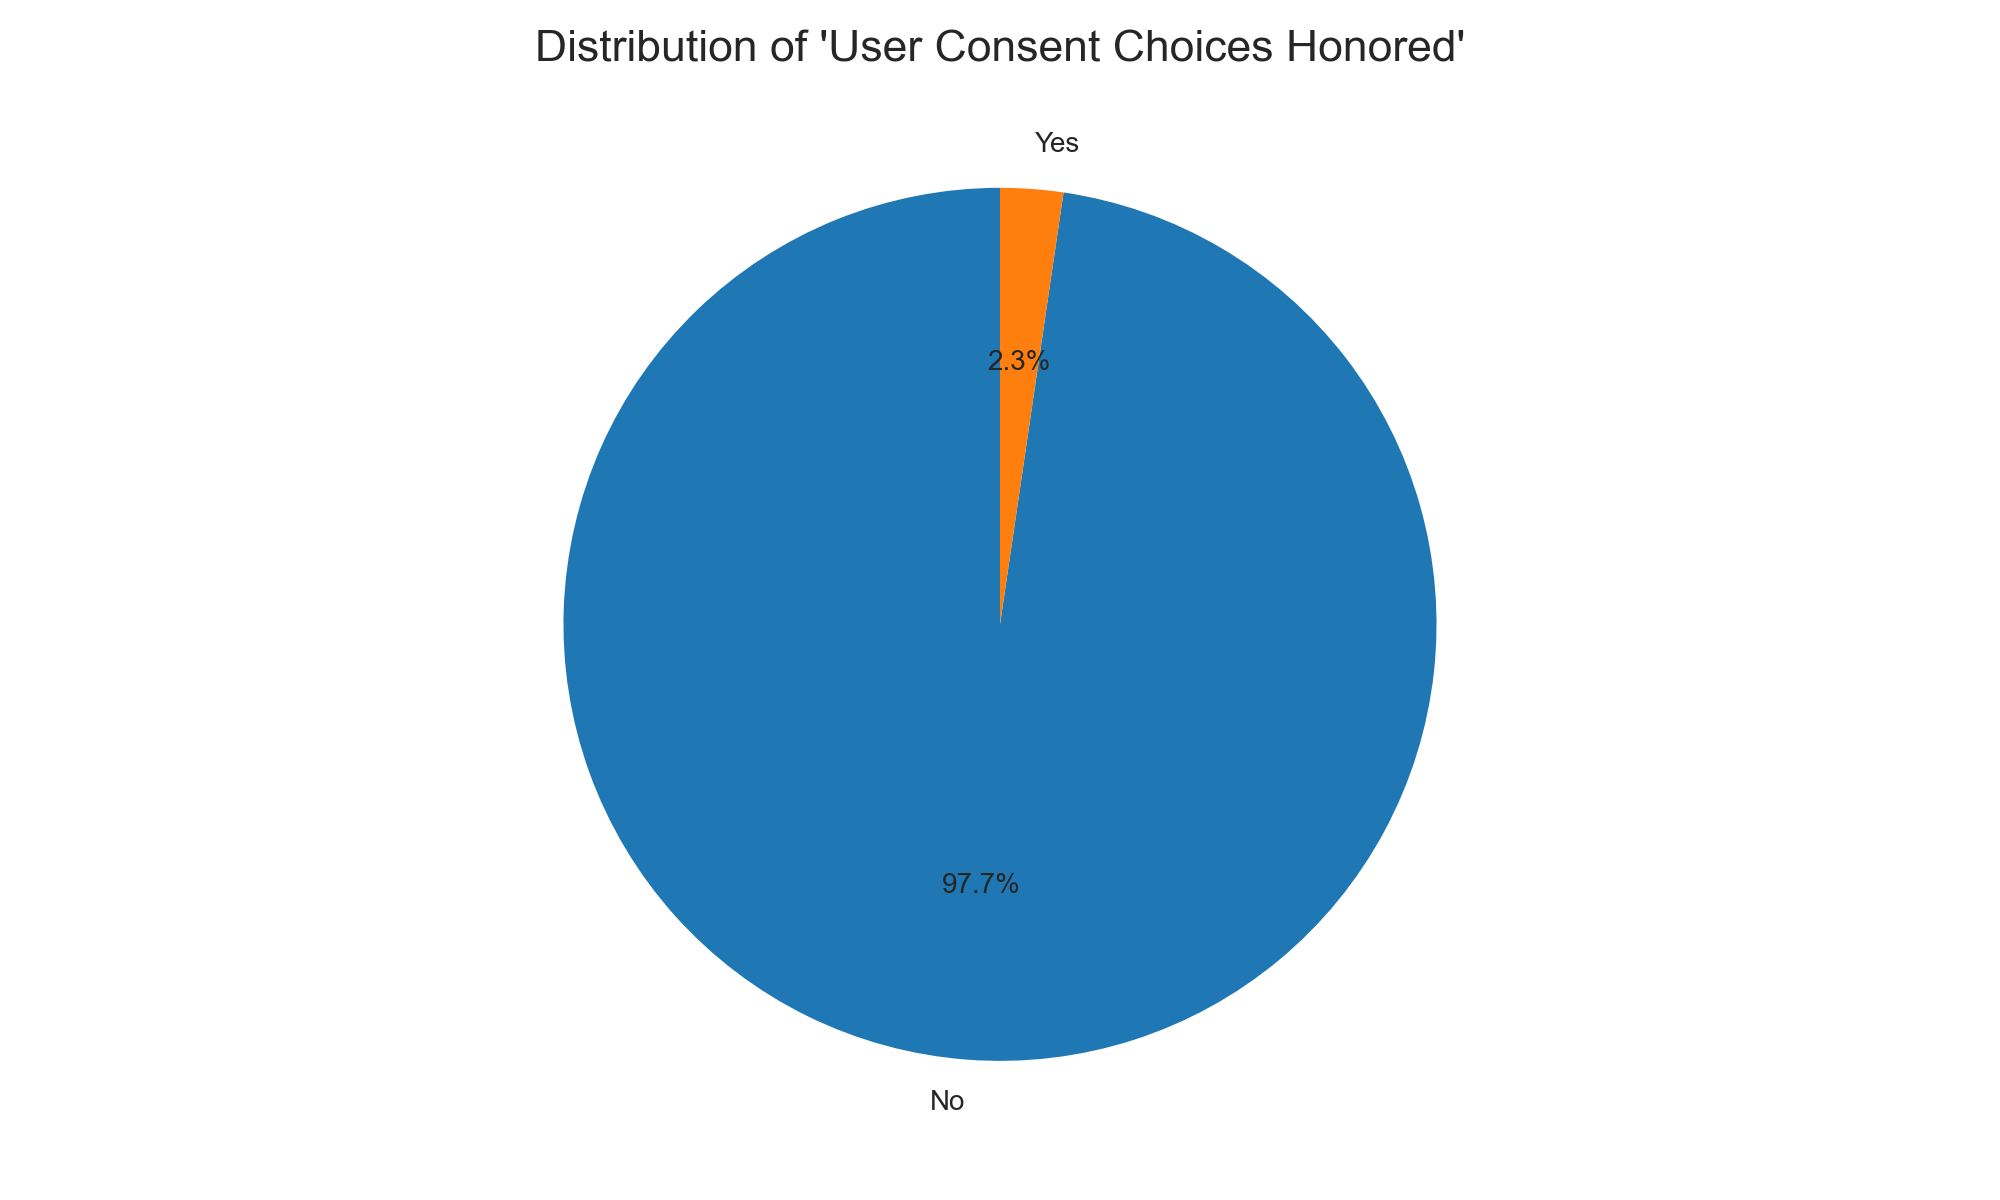 Distribution of 'User Consent Choices Honored'
Yes
2.3%
97.7%
No